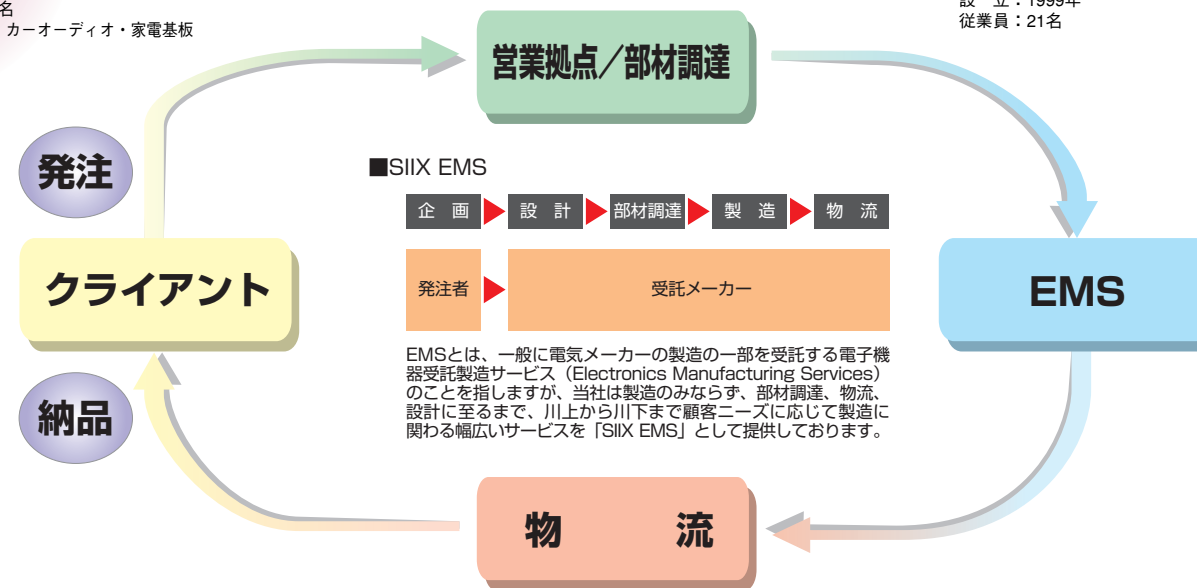 名
カーオーディオ・家電基板
設　立：1999年
従業員：21名
営業拠点／部材調達
発注
■SIIX EMS
企　画
設　計
部材調達
製　造
物　流
発注者
受託メーカー
クライアント
EMS
EMSとは、一般に電気メーカーの製造の一部を受託する電子機
器受託製造サービス（Electronics Manufacturing Services）
のことを指しますが、当社は製造のみならず、部材調達、物流、
設計に至るまで、川上から川下まで顧客ニーズに応じて製造に
関わる幅広いサービスを「SIIX EMS」として提供しております。
納品
物　　流